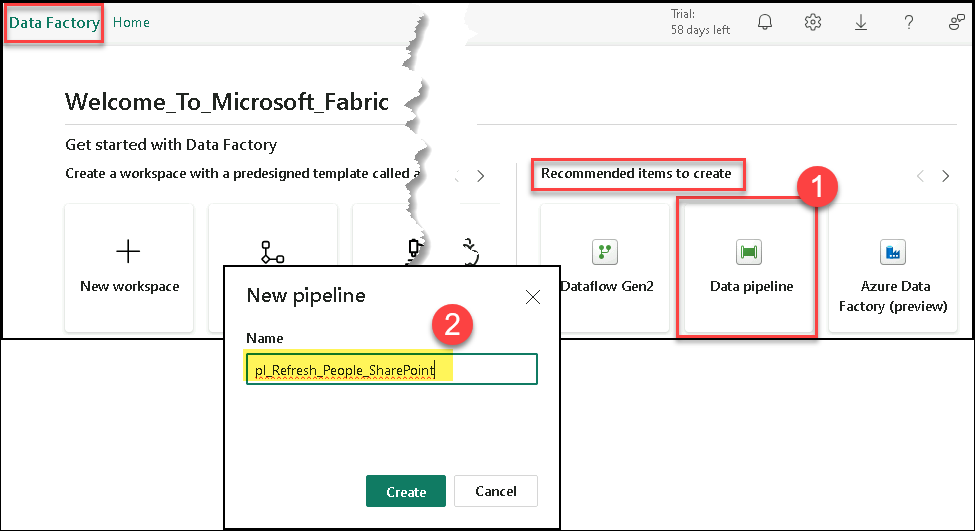 Data Factory Home
Trial:
58 days left
Welcome_To_Microsoft_Fabric
Get started with Data Factory
Create a workspace with a predesigned template called a
Recommended items to create
1
New workspace
Dataflow Gen2
Data pipeline
Azure Data
Factory (preview)
New pipeline
2
Name
pl_Refresh_People_SharePoint
Create
Cancel